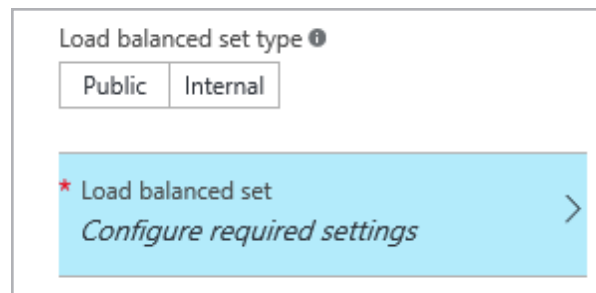 Load balanced set type
Public Internal
* Load balanced set
Configure required settings